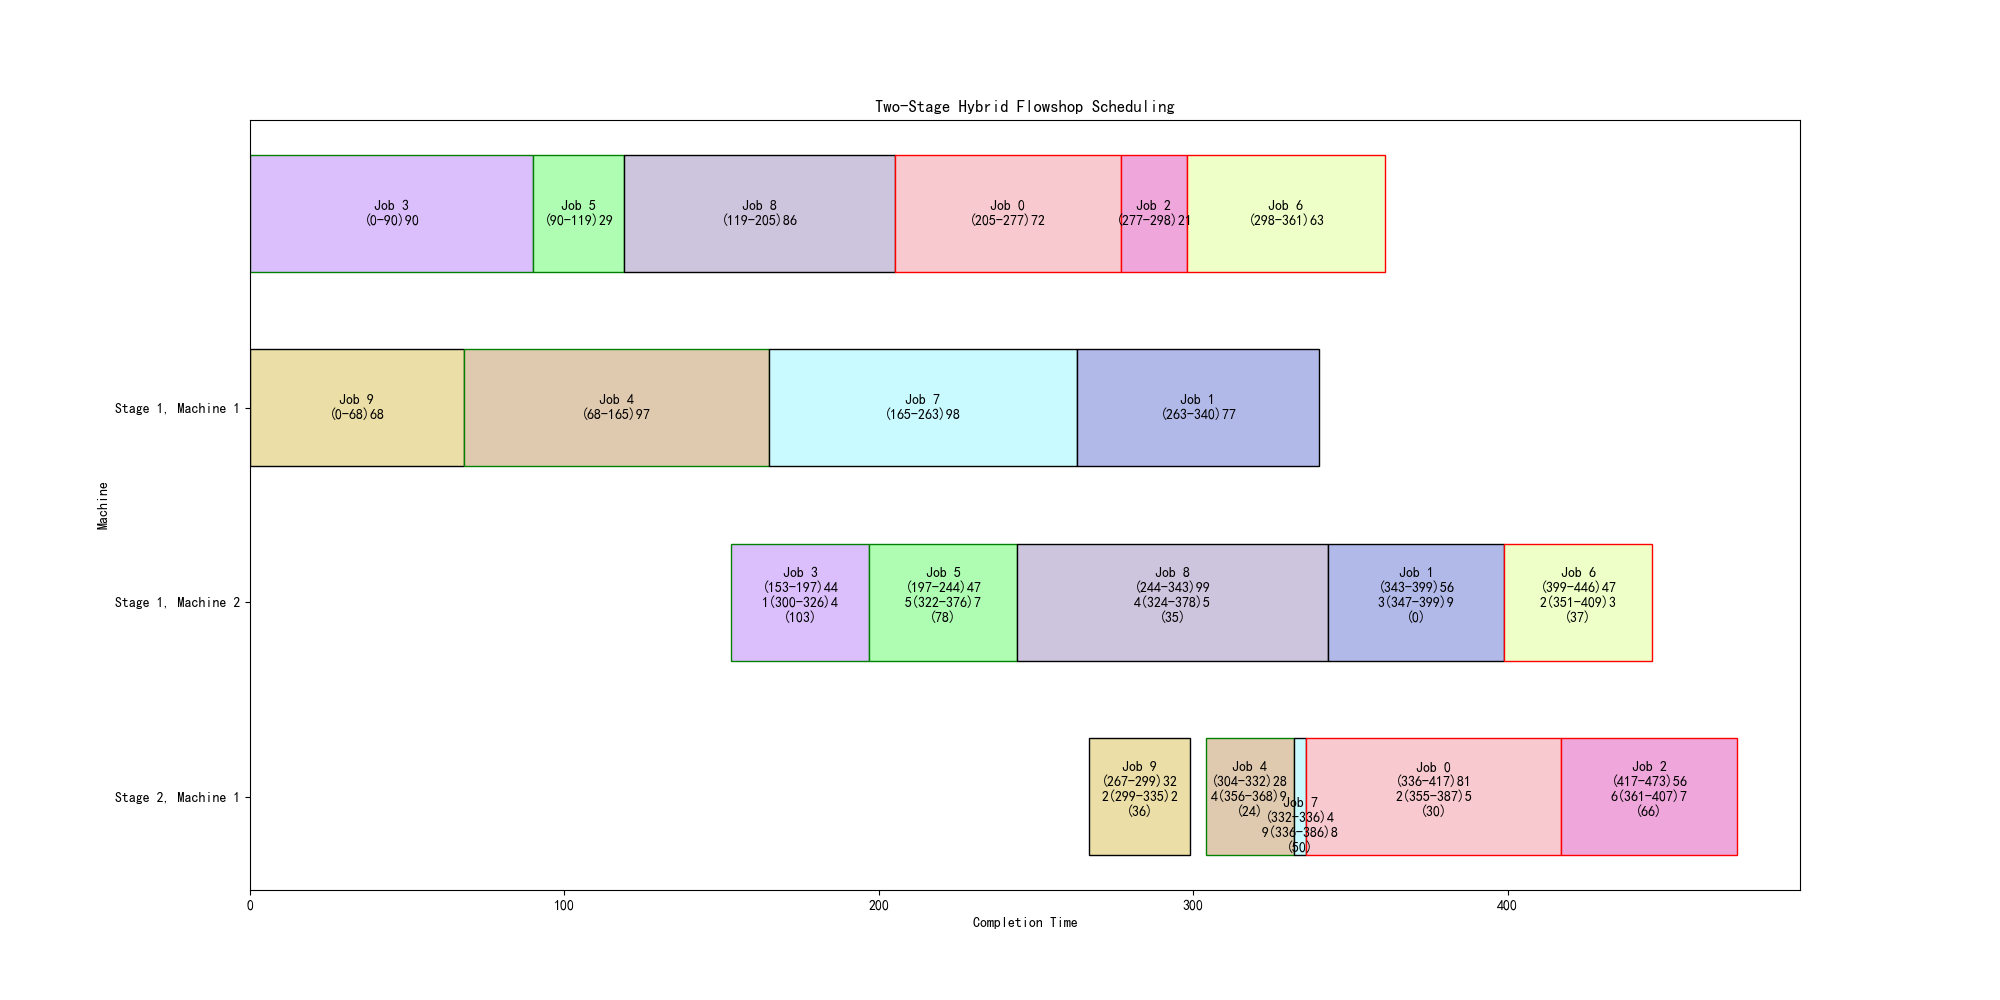 Two-Stage Hybrid Flowshop Scheduling
Job 3
(0-90)90
Job 5
(90-119)29
Job 8
(119-205)86
Job 0
(205-277)72
Job 2
(277-298)21
Job 6
(298-361)63
Stage 1, Machine 1
Job 9
(0-68)68
Job 4
(68-165)97
Job 7
(165-263)98
Job 1
(263-340)77
Machine
Stage 1, Machine 2
Job 3
(153-197)44
1(300-326)4
(103)
Job 5
(197-244)47
5(322-376)7
(78)
Job 8
(244-343)99
4(324-378)5
(35)
Job 1
(343-399)56
3(347-399)9
(0)
Job 6
(399-446)47
2(351-409)3
(37)
Stage 2, Machine 1
Job 9
(267-299)32
2(299-335)2
(36)
Job 4
(304-332)28
4(356-368)9
(24)
Job 7
(332-336)4
9(336-386)8
(50)
Job 0
(336-417)81
2(355-387)5
(30)
Job 2
(417-473)56
6(361-407)7
(66)
0
100
200
300
400
Completion Time